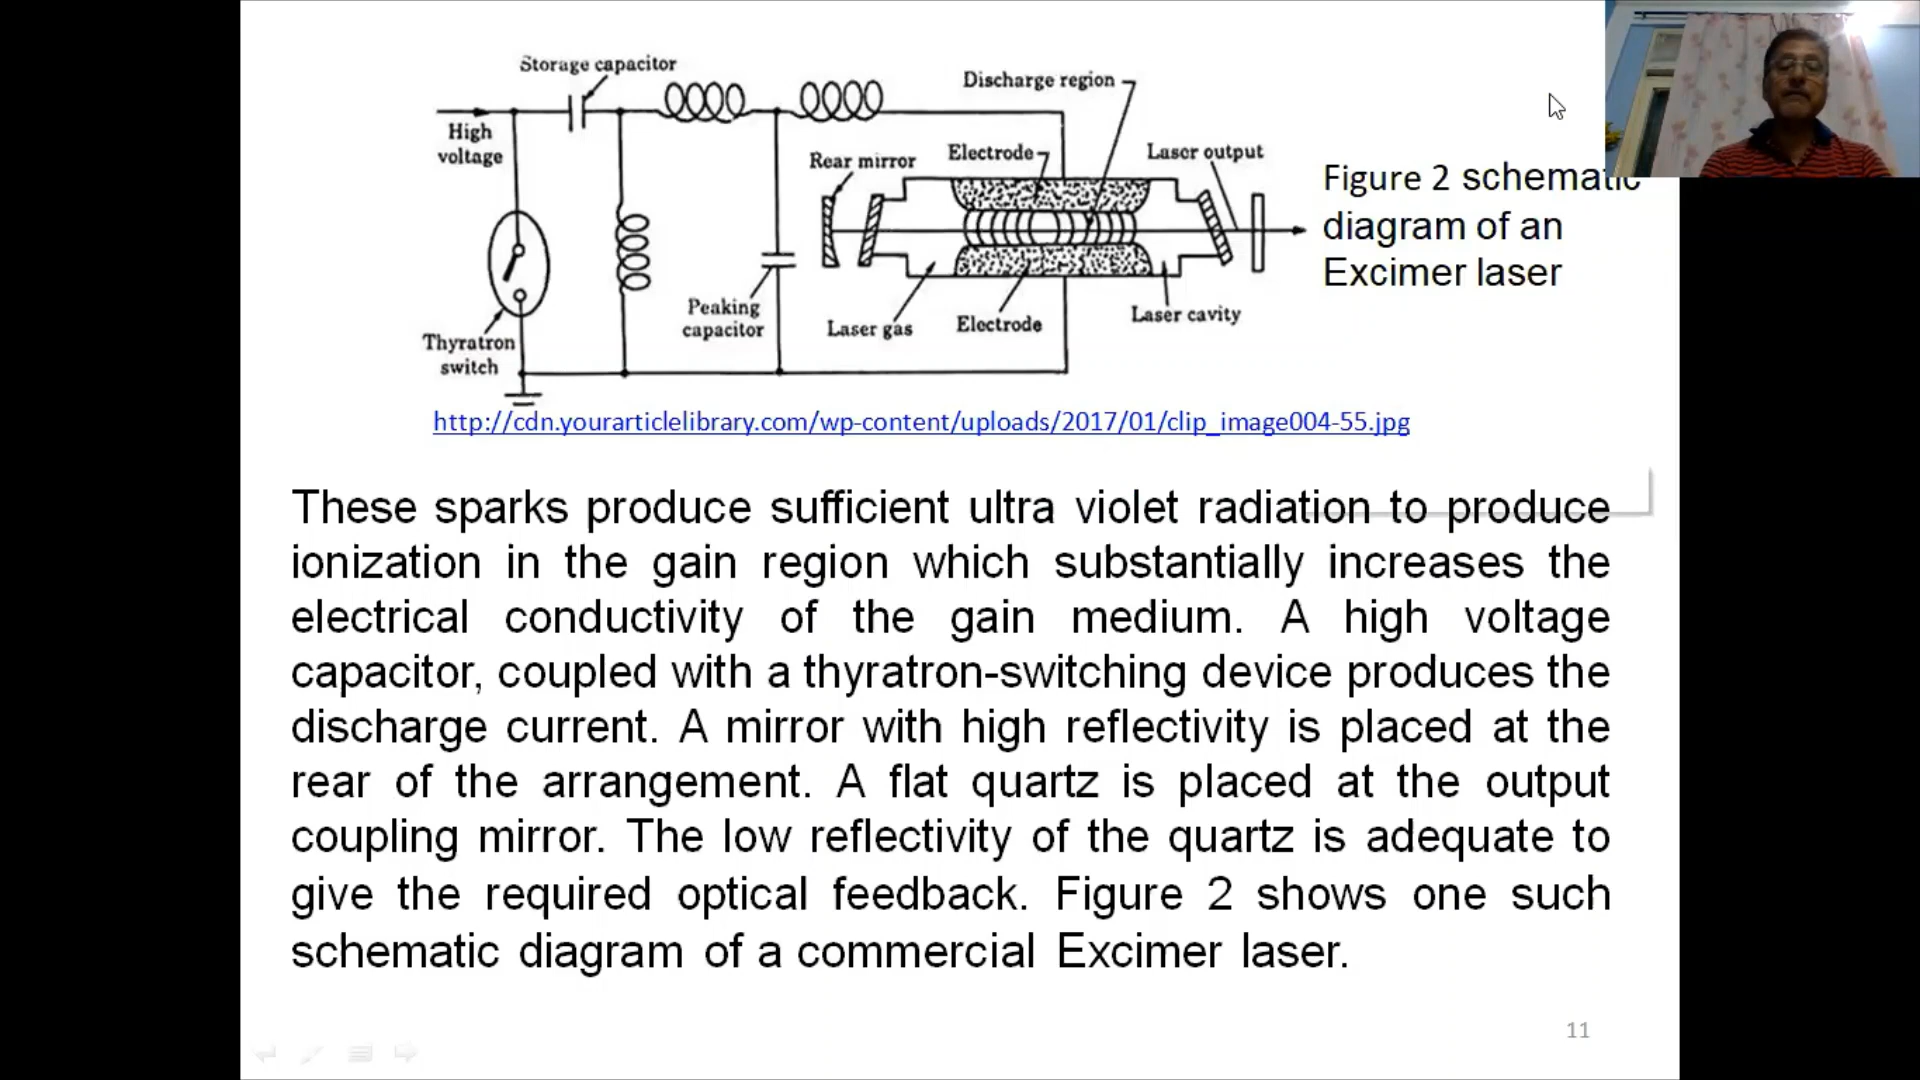 Storage capacitor
Discharge region
High
voltage
Rear mirror
Electrode
Laser output
Figure 2 schematic
diagram of an
Excimer laser
Peaking
capacitor
Laser gas
Electrode
Laser cavity
Thyratron
switch
http://cdn.yourarticlelibrary.com/wp-content/uploads/2017/01/clip_image004-55.jpg
These sparks produce sufficient ultra violet radiation to produce
ionization in the gain region which substantially increases the
electrical conductivity of the gain medium. A high voltage
capacitor, coupled with a thyratron-switching device produces the
discharge current. A mirror with high reflectivity is placed at the
rear of the arrangement. A flat quartz is placed at the output
coupling mirror. The low reflectivity of the quartz is adequate to
give the required optical feedback. Figure 2 shows one such
schematic diagram of a commercial Excimer laser.
11